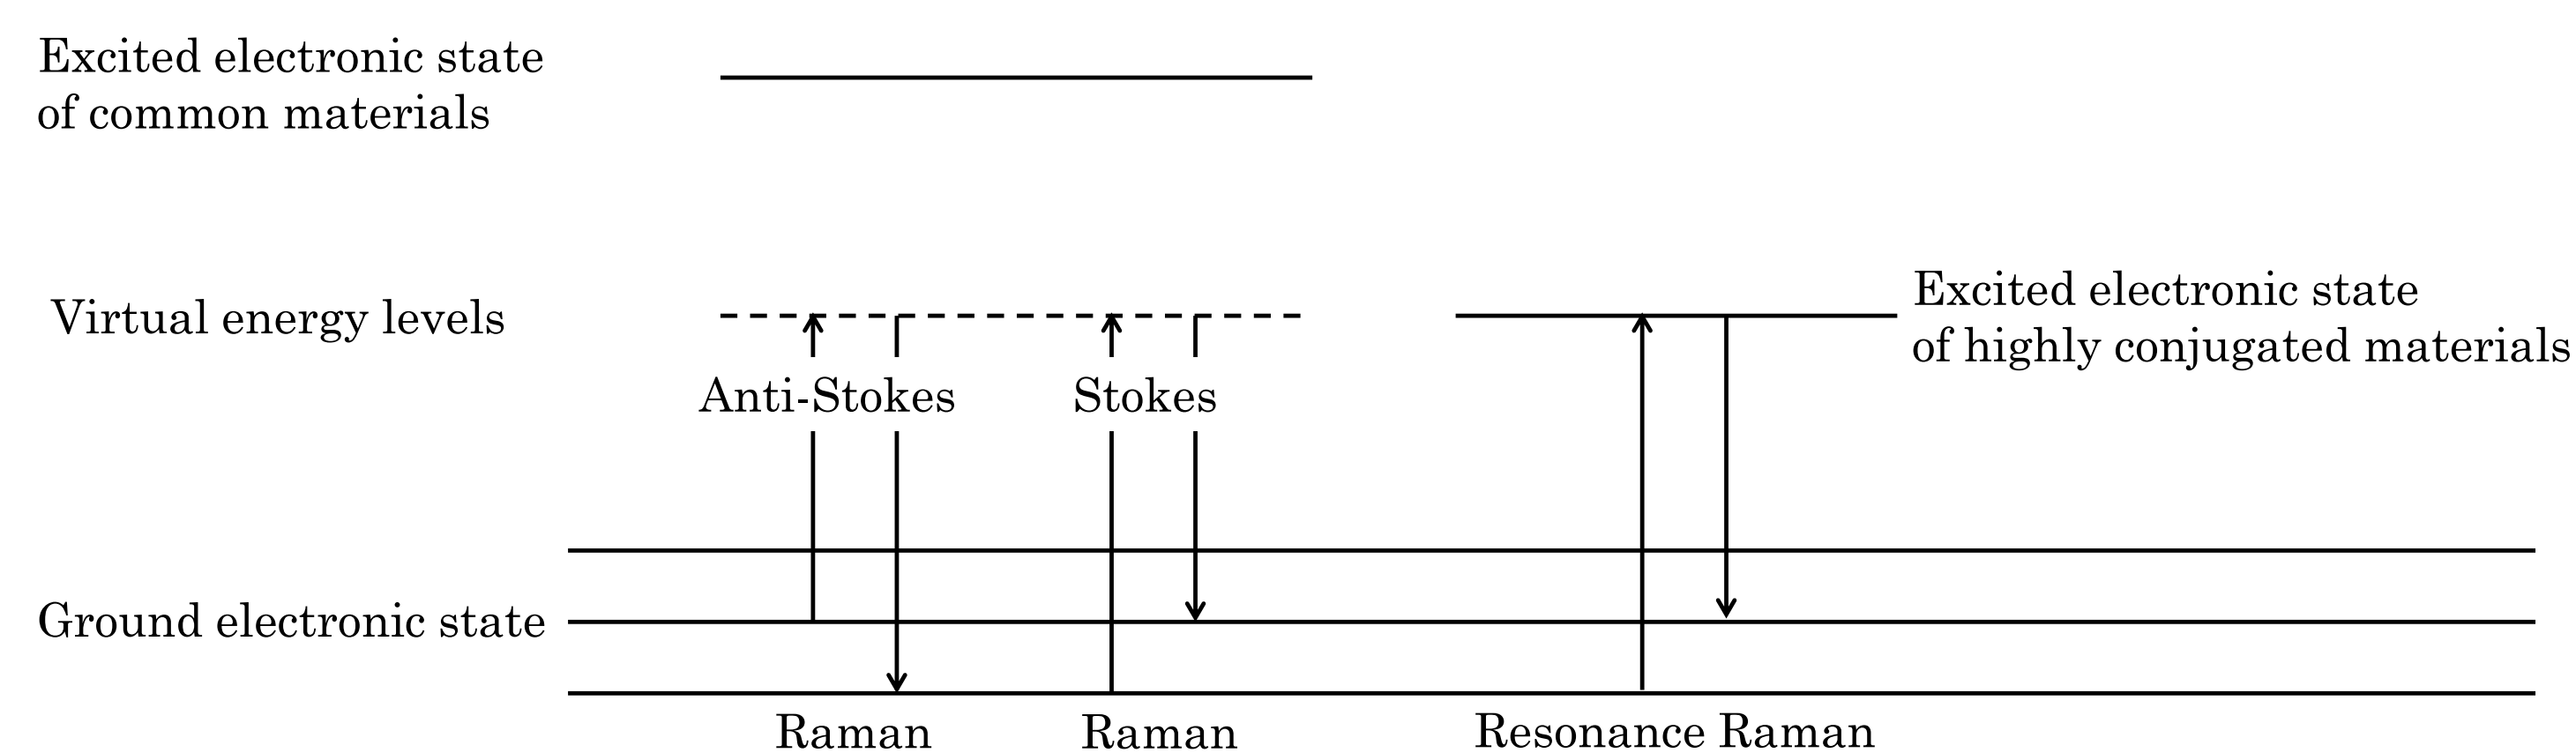 Excited electronic state
of common materials
Virtual energy levels
Excited electronic state
of highly conjugated materials
Anti-Stokes
Stokes
Ground electronic state
Raman
Raman
Resonance Raman